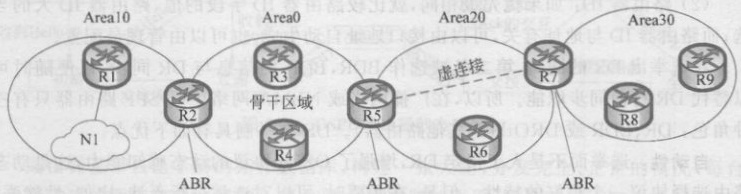 Area10
Area0
Area20
Area30
R1
R3
虚连接
R7
R9
R2
骨干区域
R5
R8
N1
R4
R6
ABR
ABR
ABR